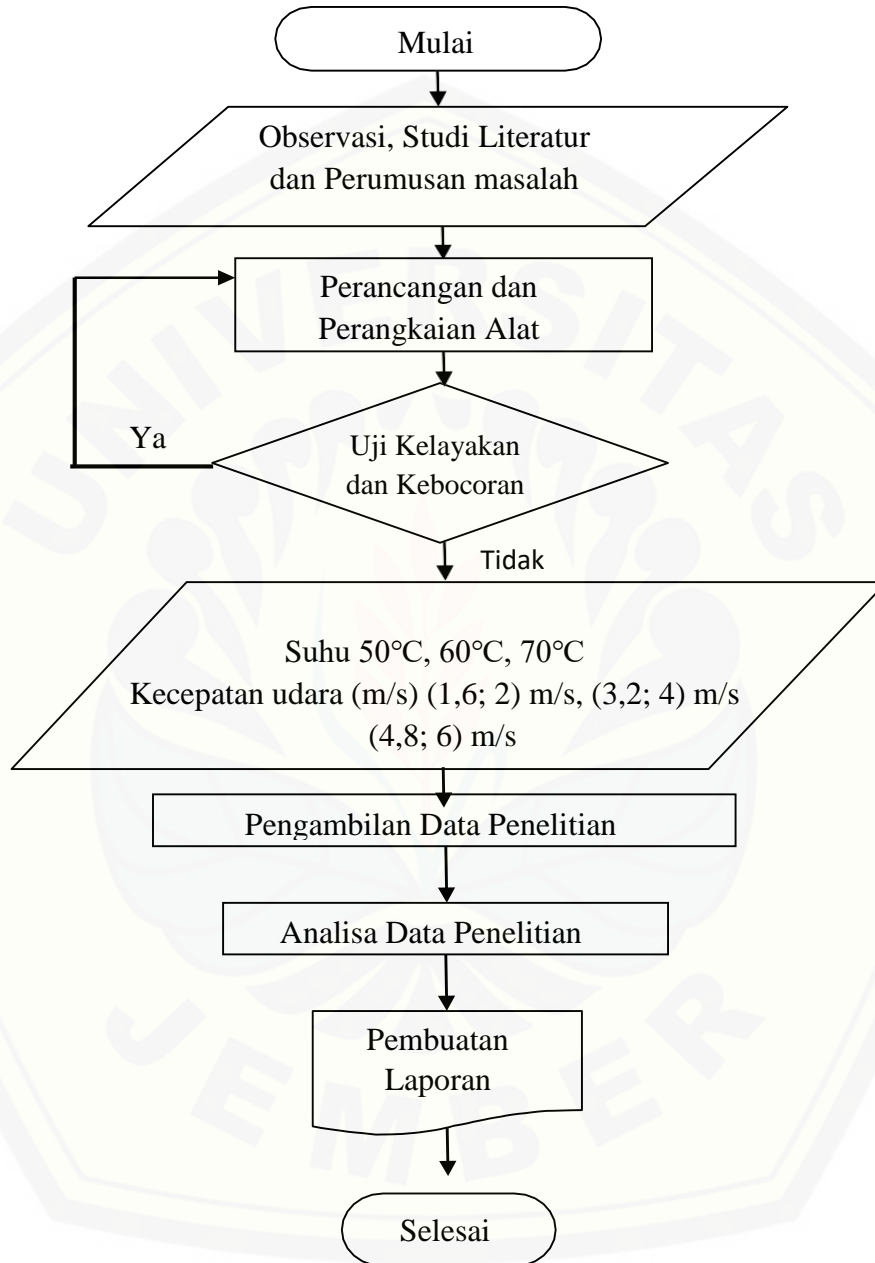 Mulai
Observasi, Studi Literatur
dan Perumusan masalah
Perancangan dan
Perangkaian Alat
Ya
Uji Kelayakan
dan Kebocoran
Tidak
Suhu 50°C, 60°C, 70°C
Kecepatan udara (m/s) (1,6; 2) m/s, (3,2; 4) m/s
(4,8; 6) m/s
Pengambilan Data Penelitian
Analisa Data Penelitian
Pembuatan
Laporan
Selesai
UNIVERSITAS
JEMBER